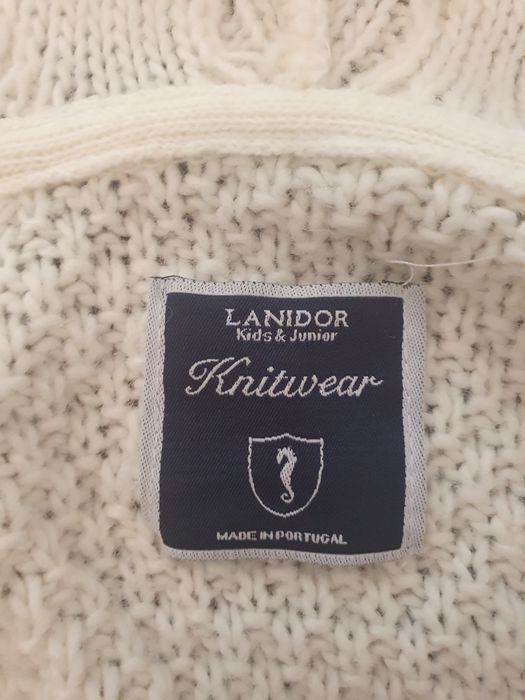 LANIDOR
Kids & Junior
Knitwear
MADE IN PORTUGAL